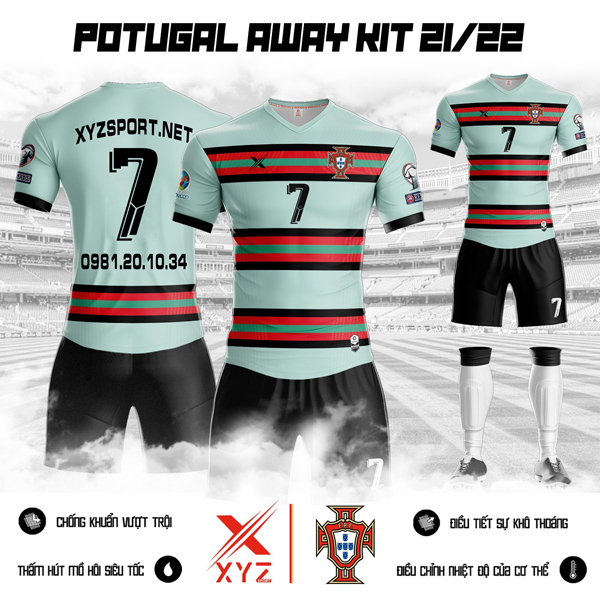 POTUGAL AWAY KIT 21/22
XYZSPORT.NET
7
0981.20.10.34
7
7
7
7
CHỐNG KHUẨN VƯỢT TRỘI
THẤM HÚT MỒ HÔI SIÊU TỐC
XYZ
SPORT
ĐIỀU TIẾT SỰ KHÔ THOÁNG
ĐIỀU CHỈNH NHIỆT ĐỘ CỦA CƠ THỂ